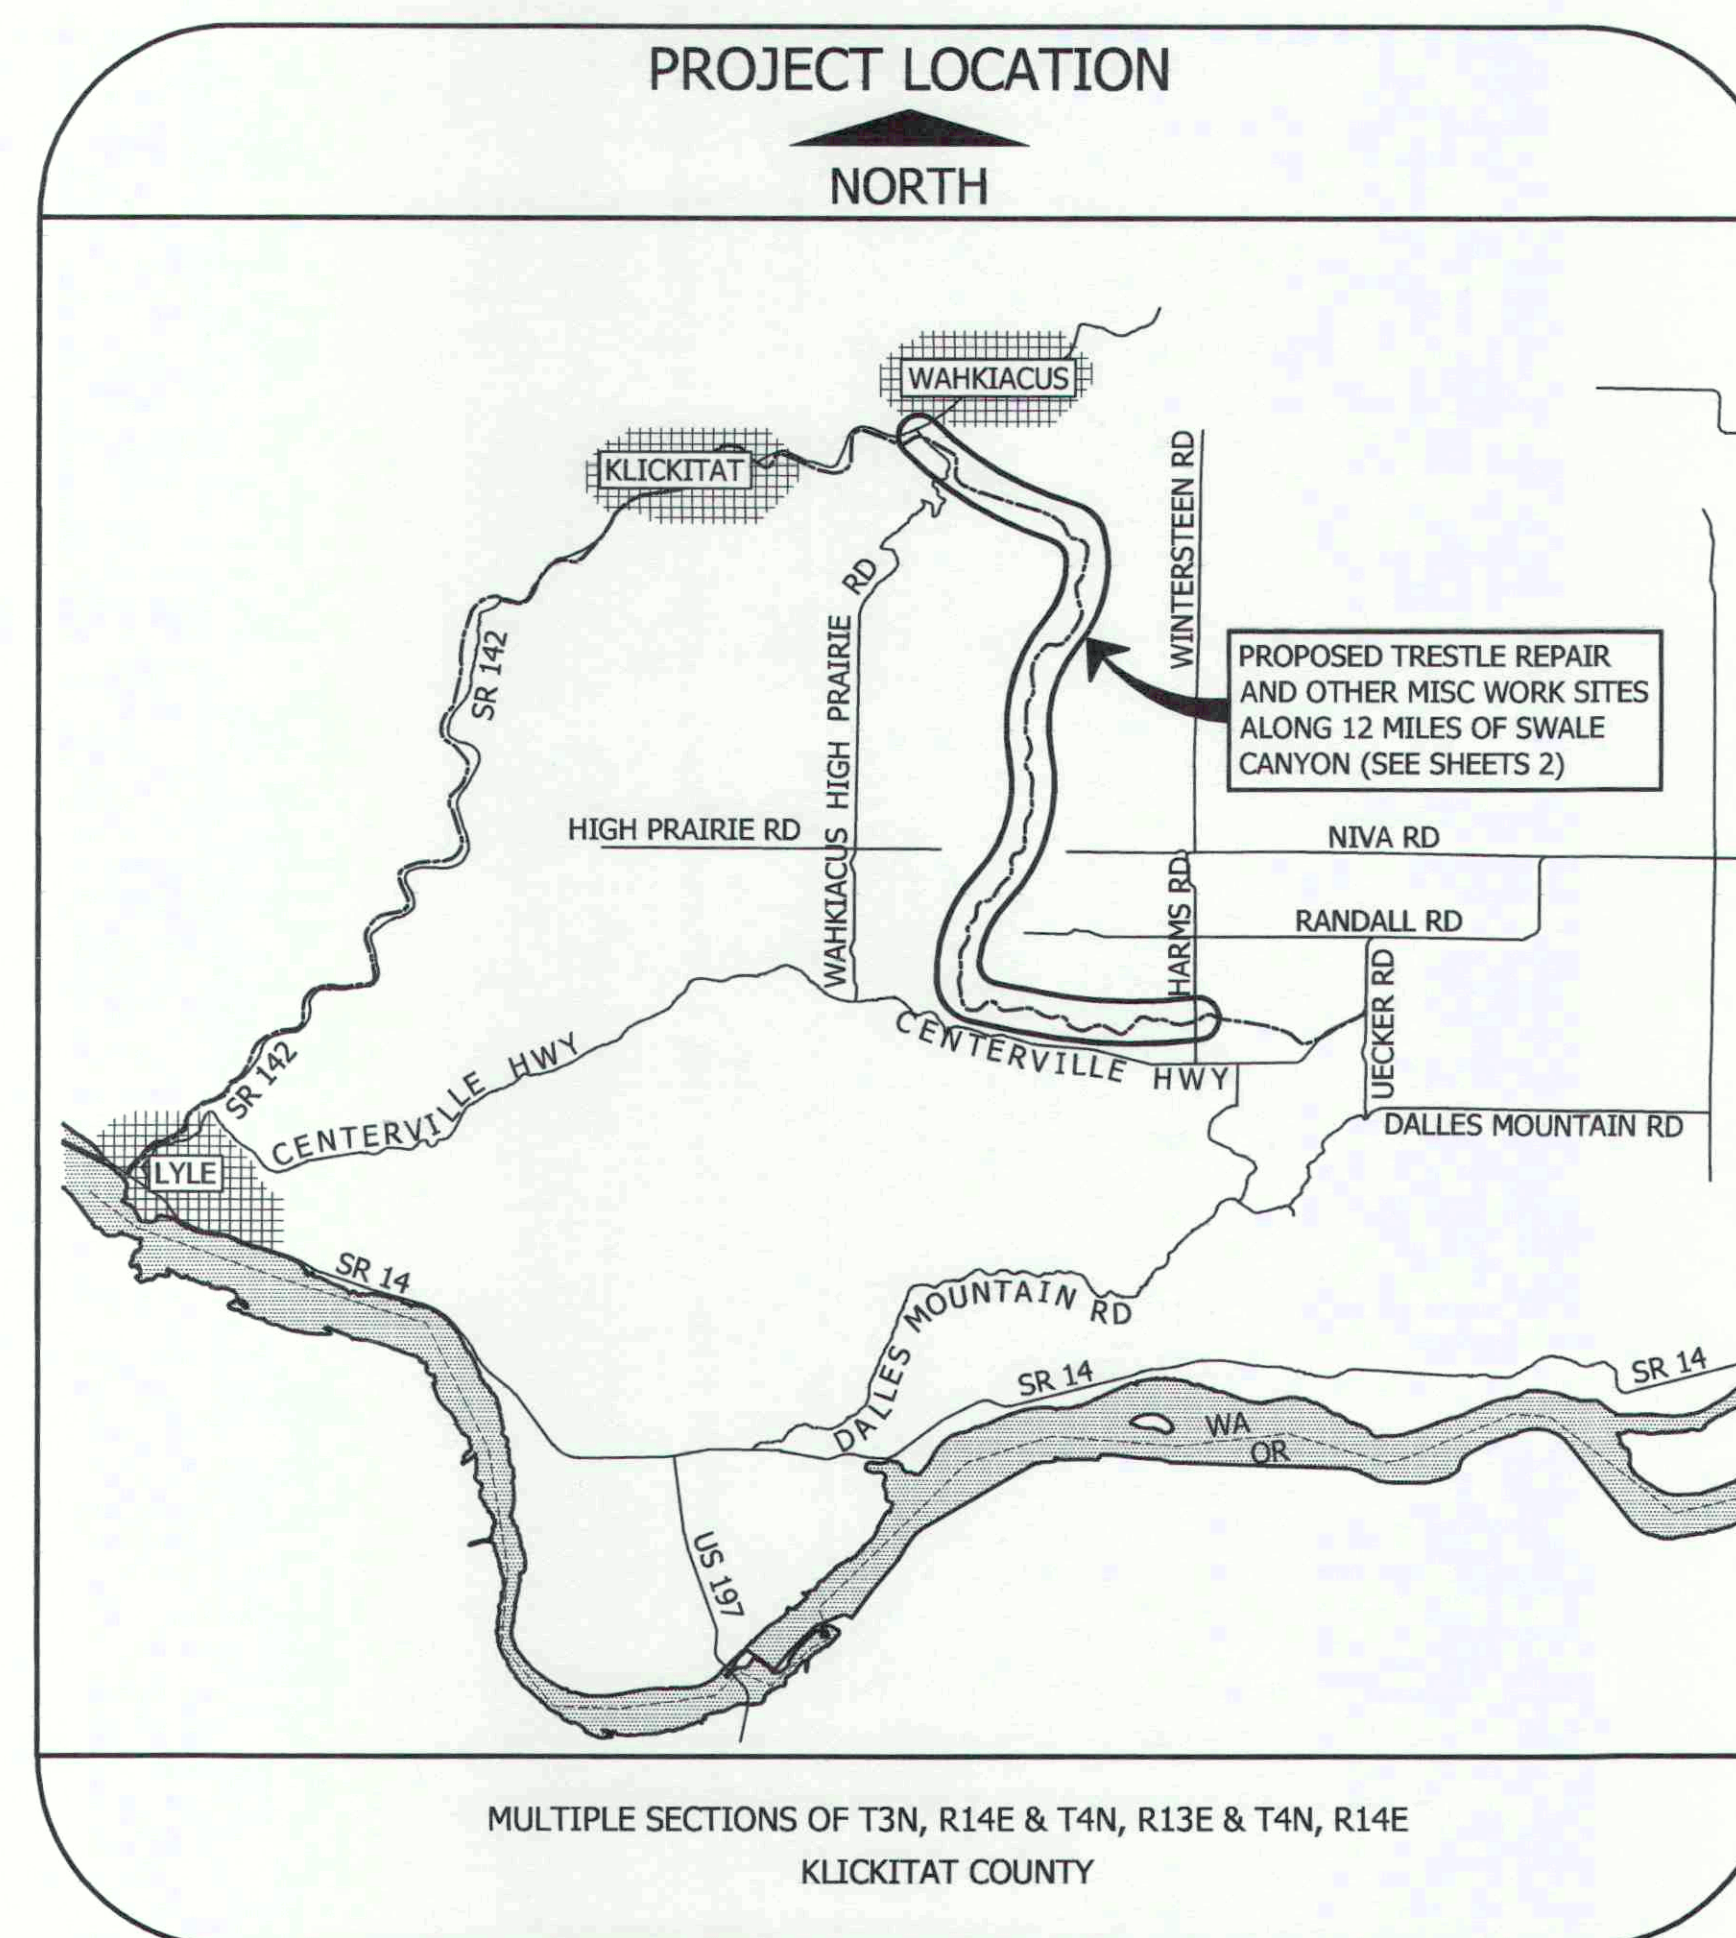 PROJECT LOCATION
NORTH
WAHKIACUS
KLICKITAT
WINTERSTEEN RD
SR 142
WAHKIACUS HIGH PRAIRIE RD
PROPOSED TRESTLE REPAIR
AND OTHER MISC WORK SITES
ALONG 12 MILES OF SWALE
CANYON (SEE SHEETS 2)
HIGH PRAIRIE RD
NIVA RD
HARMS RD
RANDALL RD
UECKER RD
CENTERVILLE HWY
CENTERVILLE HWY
SR 142
DALLES MOUNTAIN RD
LYLE
SR 14
DALLES MOUNTAIN RD
SR 14
SR 14
WA
OR
US 197
MULTIPLE SECTIONS OF T3N, R14E & T4N, R13E & T4N, R14E
KLICKITAT COUNTY